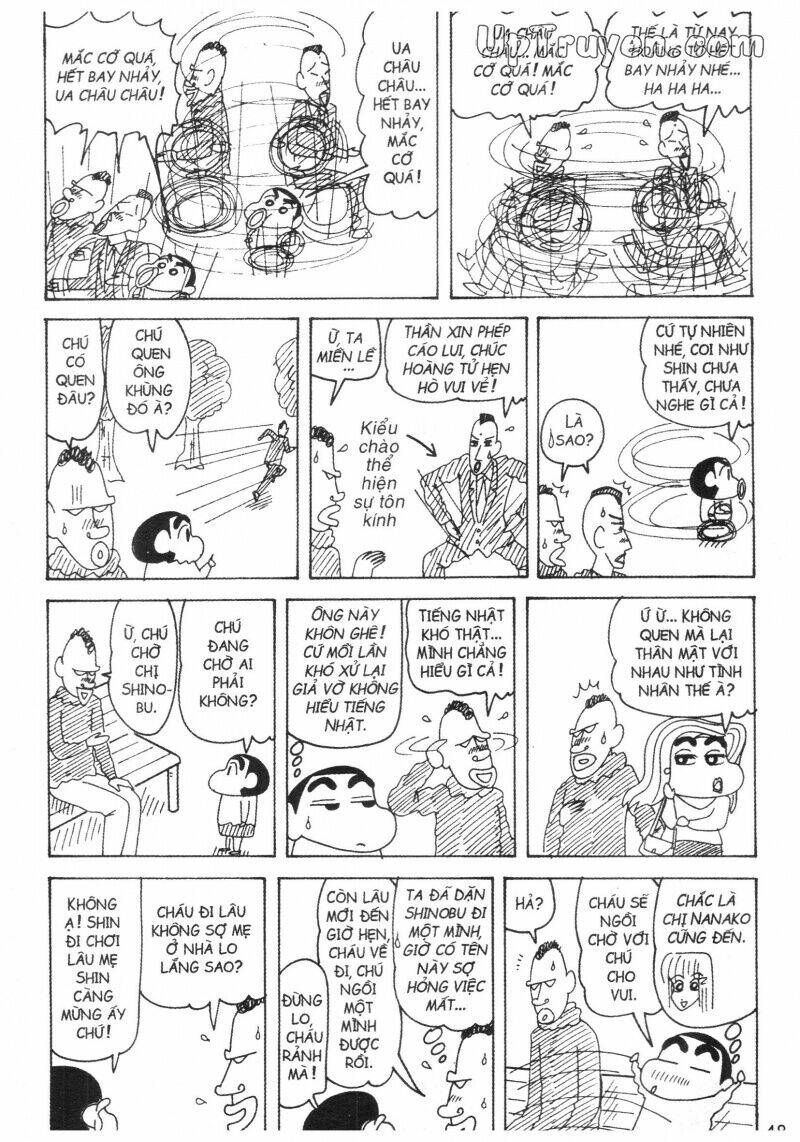 UpTruyen.com
THẾ LÀ TỪ NAY
HOÀNG TỬ HẾT
BAY NHẢY NHÉ...
HA HA HA...
UA CHÂU
CHÂU... MẮC
CỠ QUÁ! MẮC
CỠ QUÁ!
UA
CHÂU
CHÂU...
HẾT BAY
NHẢY,
MẮC
CỠ
QUÁ!
MẮC CỠ QUÁ,
HẾT BAY NHẢY,
UA CHÂU CHÂU!
CỨ TỰ NHIÊN
NHÉ, COI NHƯ
SHIN CHƯA
THẤY, CHƯA
NGHE GÌ CẢ!
LÀ
SAO?
THẦN XIN PHÉP
CÁO LUI, CHÚC
HOÀNG TỬ HẸN
HÒ VUI VẺ!
Kiểu
chào
thể
hiện
sự tôn
kính
Ừ, TA
MIỄN LỄ
...
CHÚ
QUEN
ÔNG
KHÙNG
ĐÓ À?
CHÚ
CÓ
QUEN
ĐÂU?
Ứ Ừ... KHÔNG
QUEN MÀ LẠI
THÂN MẬT VỚI
NHAU NHƯ TÌNH
NHÂN THẾ À?
TIẾNG NHẬT
KHÓ THẬT...
MÌNH CHẲNG
HIỂU GÌ CẢ!
ÔNG NÀY
KHÔN GHÊ!
CỨ MỖI LẦN
KHÓ XỬ LẠI
GIẢ VỜ KHÔNG
HIỂU TIẾNG
NHẬT.
CHÚ
ĐANG
CHỜ AI
PHẢI
KHÔNG?
Ừ, CHÚ
CHỜ
CHỊ
SHINO-
BU.
CHẮC LÀ
CHỊ NANAKO
CŨNG ĐẾN.
CHÁU SẼ
NGỒI
CHỜ VỚI
CHÚ
CHO
VUI.
HẢ?
TA ĐÃ DẶN
SHINOBU ĐI
MỘT MÌNH,
GIỜ CÓ TÊN
NÀY SỢ
HỎNG VIỆC
MẤT...
CÒN LÂU
MỚI ĐẾN
GIỜ HẸN,
CHÁU VỀ
ĐI, CHÚ
NGỒI
MỘT
MÌNH
ĐƯỢC
RỒI.
ĐỪNG
LO,
CHÁU
RẢNH
MÀ!
CHÁU ĐI LÂU
KHÔNG SỢ MẸ
Ở NHÀ LO
LẮNG SAO?
KHÔNG
Ạ! SHIN
ĐI CHƠI
LÂU MẸ
SHIN
CÀNG
MỪNG ẤY
CHỨ!